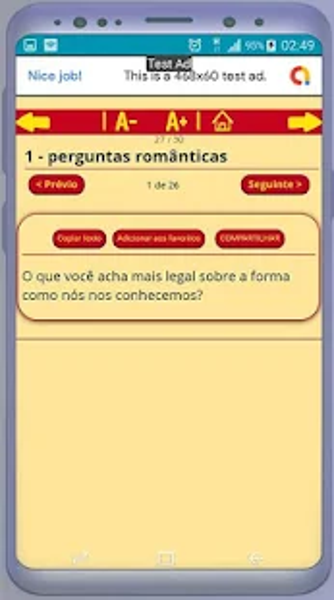 95% 02:49
Test Ad
Nice job! This is a 468x60 test ad.
A- A+
27 / 50
1 - perguntas românticas
< Prévio 1 de 26 Seguinte >
Copiar texto Adicionar aos favoritos COMPARTILHAR
O que você acha mais legal sobre a forma
como nós nos conhecemos?